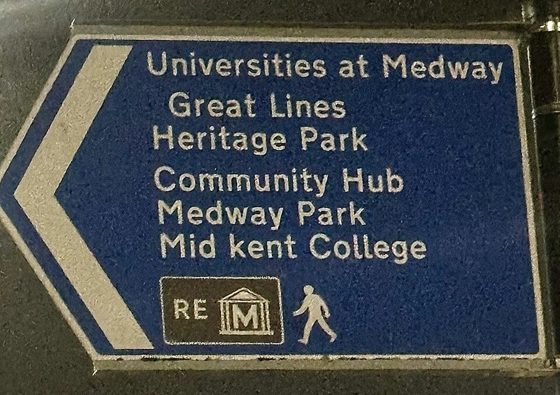 Universities at Medway
Great Lines
Heritage Park
Community Hub
Medway Park
Mid kent College
RE M